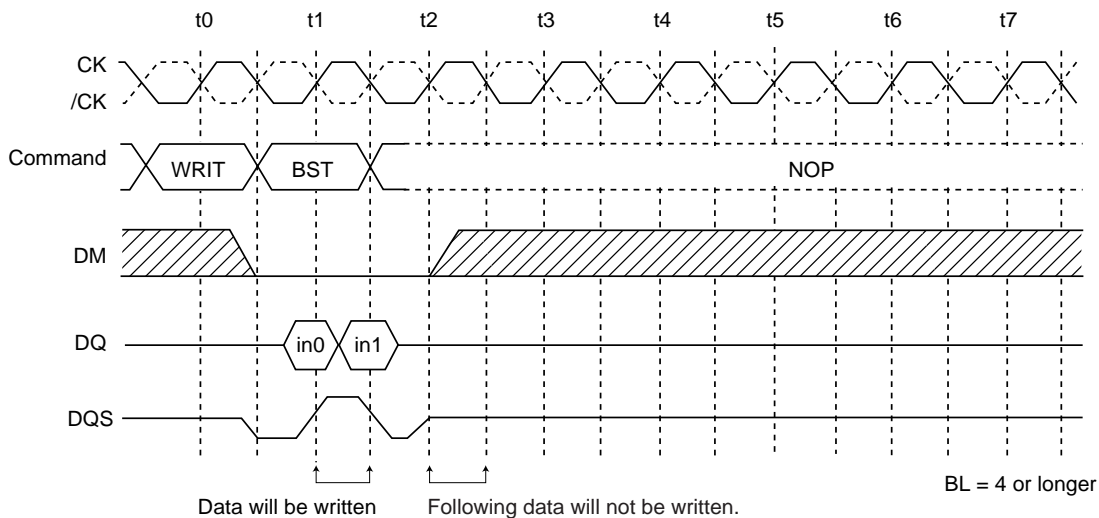 t0 t1 t2 t3 t4 t5 t6 t7
CK
/CK
Command WRIT BST NOP
DM
DQ in0 in1
DQS
BL = 4 or longer
Data will be written Following data will not be written.